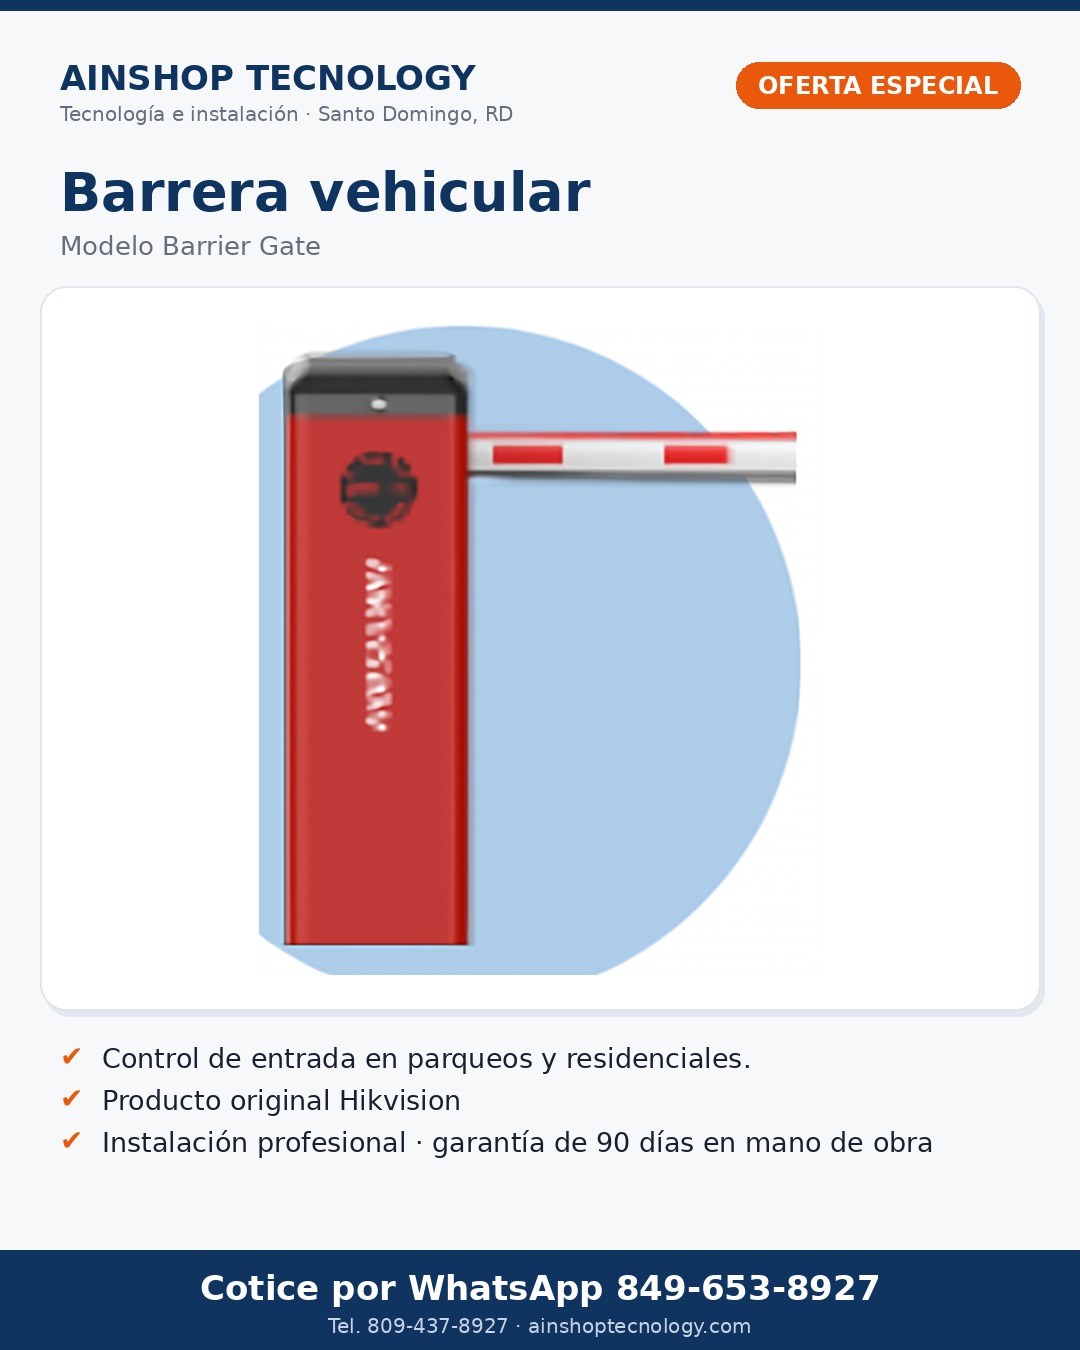 AINSHOP TECNOLOGY
Tecnología e instalación · Santo Domingo, RD
OFERTA ESPECIAL
Barrera vehicular
Modelo Barrier Gate
✔ Control de entrada en parqueos y residenciales.
✔ Producto original Hikvision
✔ Instalación profesional · garantía de 90 días en mano de obra
Cotice por WhatsApp 849-653-8927
Tel. 809-437-8927 · ainshoptecnology.com